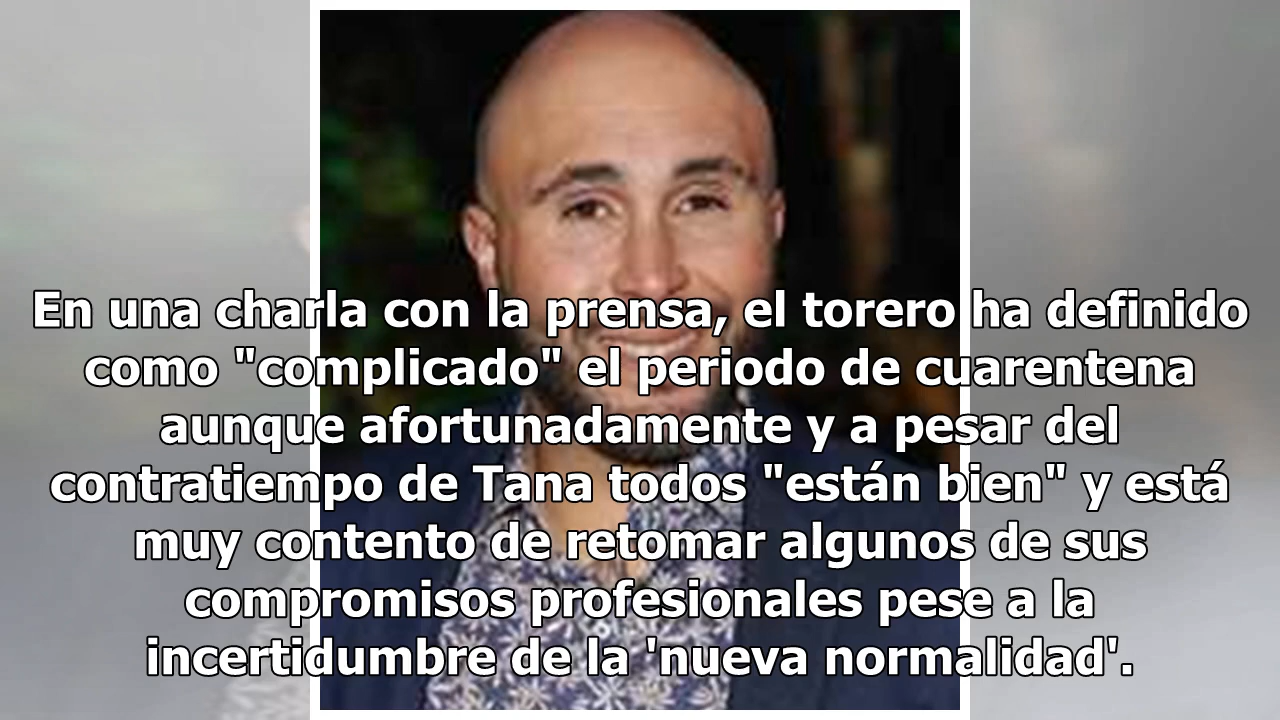 En una charla con la prensa, el torero ha definido
como "complicado" el periodo de cuarentena
aunque afortunadamente y a pesar del
contratiempo de Tana todos "están bien" y está
muy contento de retomar algunos de sus
compromisos profesionales pese a la
incertidumbre de la 'nueva normalidad'.